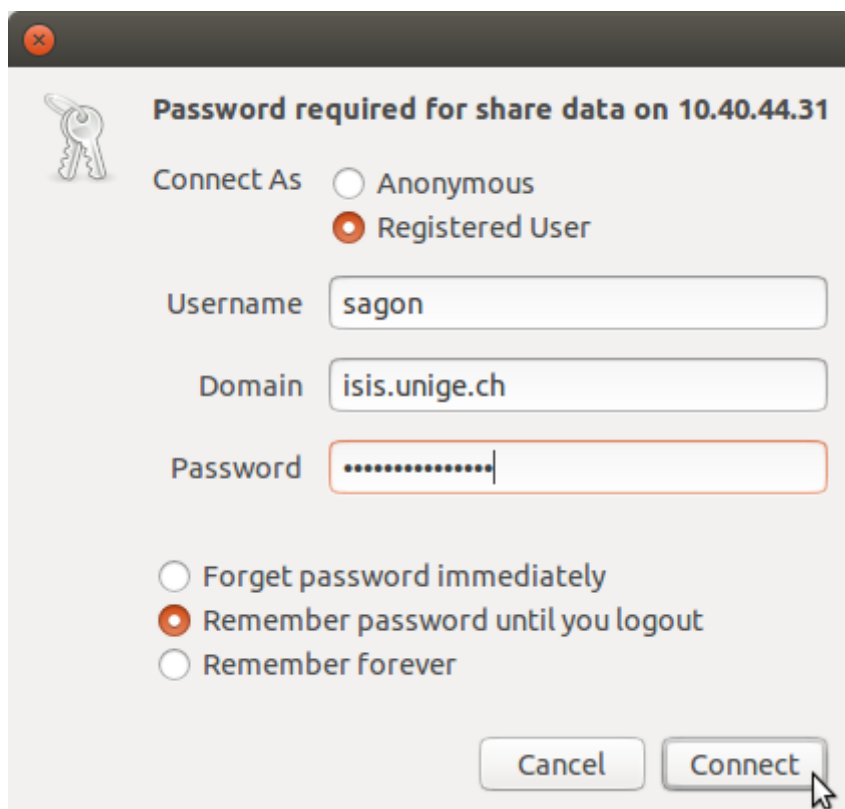 Password required for share data on 10.40.44.31
Connect As
Anonymous
Registered User
Username sagon
Domain isis.unige.ch
Password •••••••••••••••
Forget password immediately
Remember password until you logout
Remember forever
Cancel Connect